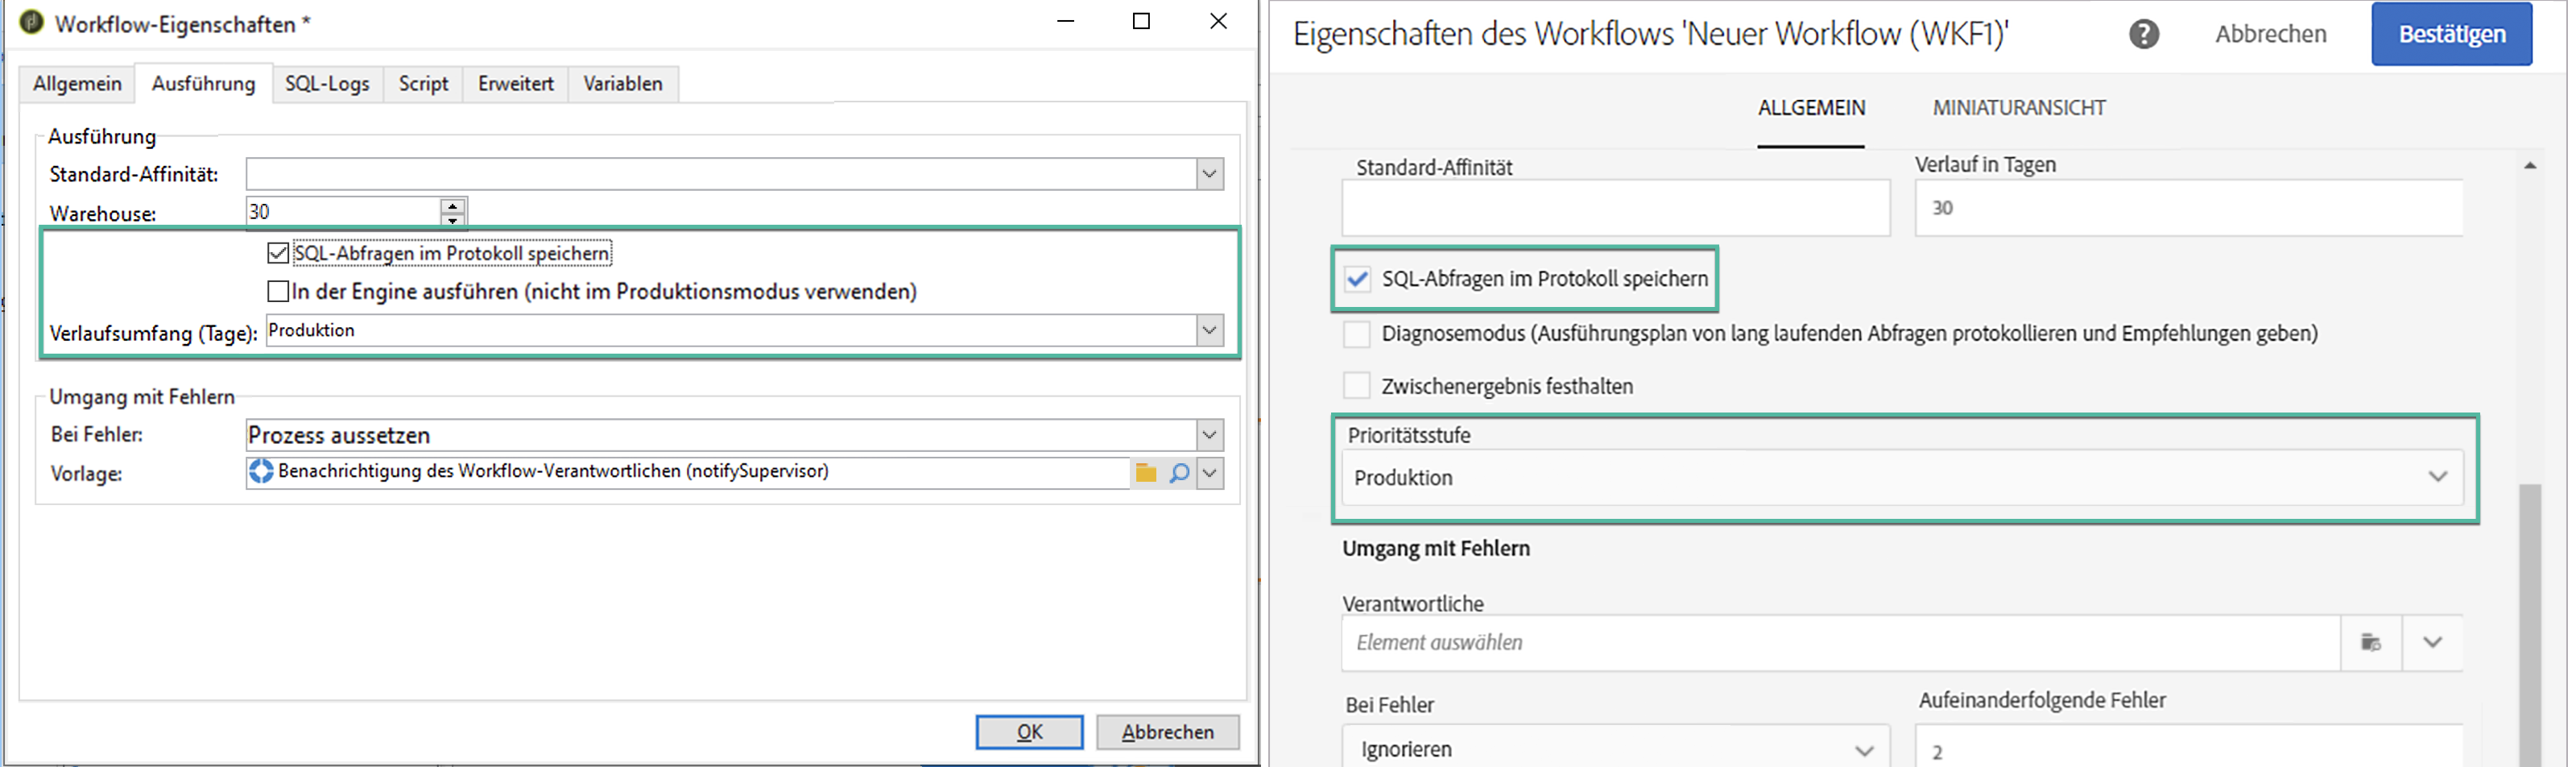 Workflow-Eigenschaften *
Allgemein Ausführung SQL-Logs Script Erweitert Variablen
Ausführung
Standard-Affinität:
Warehouse: 30
SQL-Abfragen im Protokoll speichern
In der Engine ausführen (nicht im Produktionsmodus verwenden)
Verlaufsumfang (Tage): Produktion
Umgang mit Fehlern
Bei Fehler: Prozess aussetzen
Vorlage: Benachrichtigung des Workflow-Verantwortlichen (notifySupervisor)
OK Abbrechen
Eigenschaften des Workflows 'Neuer Workflow (WKF1)' ? Abbrechen Bestätigen
ALLGEMEIN MINIATURANSICHT
Standard-Affinität Verlauf in Tagen
30
SQL-Abfragen im Protokoll speichern
Diagnosemodus (Ausführungsplan von lang laufenden Abfragen protokollieren und Empfehlungen geben)
Zwischenergebnis festhalten
Prioritätsstufe
Produktion
Umgang mit Fehlern
Verantwortliche
Element auswählen
Bei Fehler Aufeinanderfolgende Fehler
Ignorieren 2